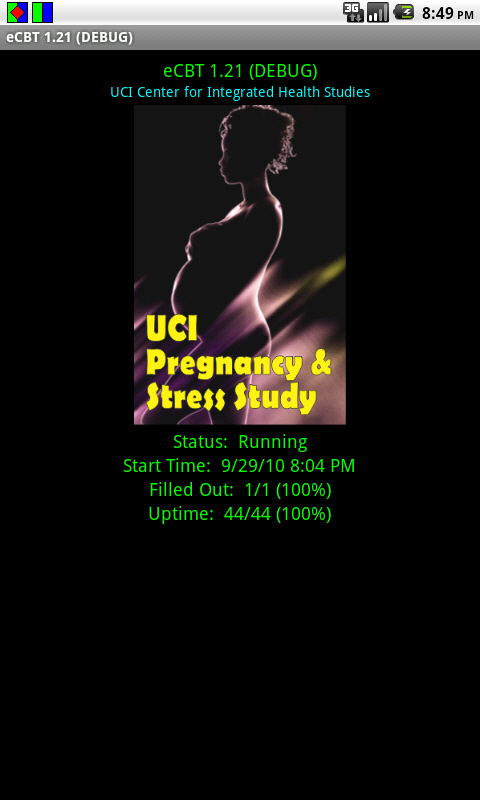 3G 8:49 PM
eCBT 1.21 (DEBUG)
eCBT 1.21 (DEBUG)
UCI Center for Integrated Health Studies
UCI
Pregnancy &
Stress Study
Status: Running
Start Time: 9/29/10 8:04 PM
Filled Out: 1/1 (100%)
Uptime: 44/44 (100%)